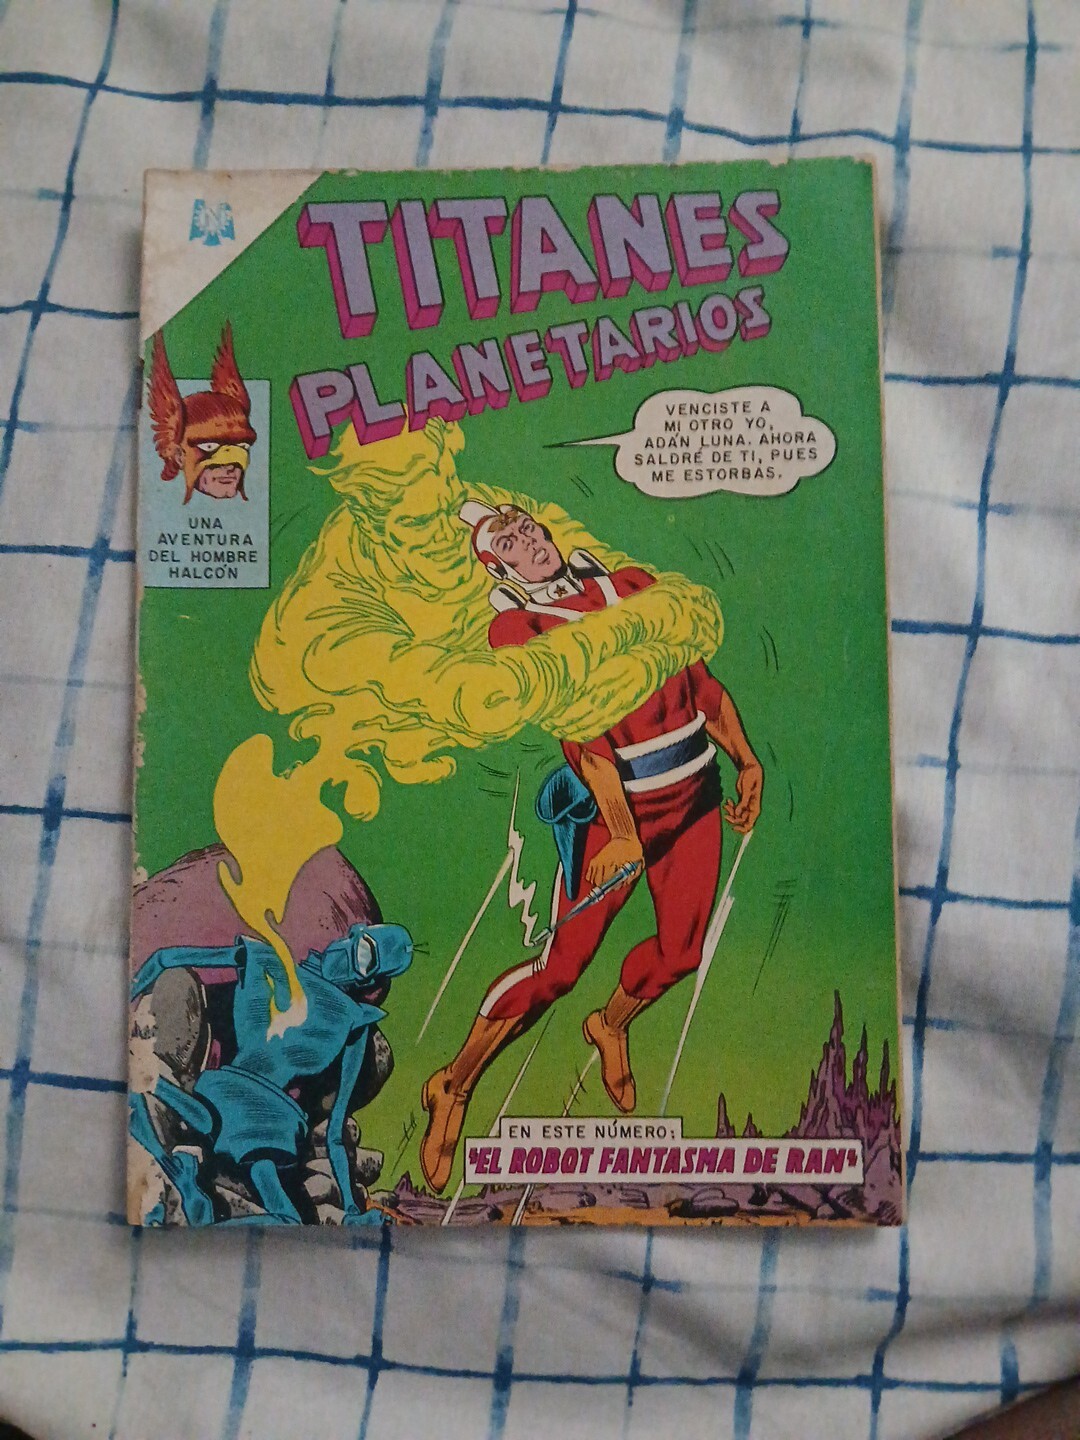 TITANES
PLANETARIOS
VENCISTE A
MI OTRO YO,
ADÁN LUNA. AHORA
SALDRÉ DE TI, PUES
ME ESTORBAS.
UNA
AVENTURA
DEL HOMBRE
HALCÓN
EN ESTE NÚMERO:
"EL ROBOT FANTASMA DE RAN"